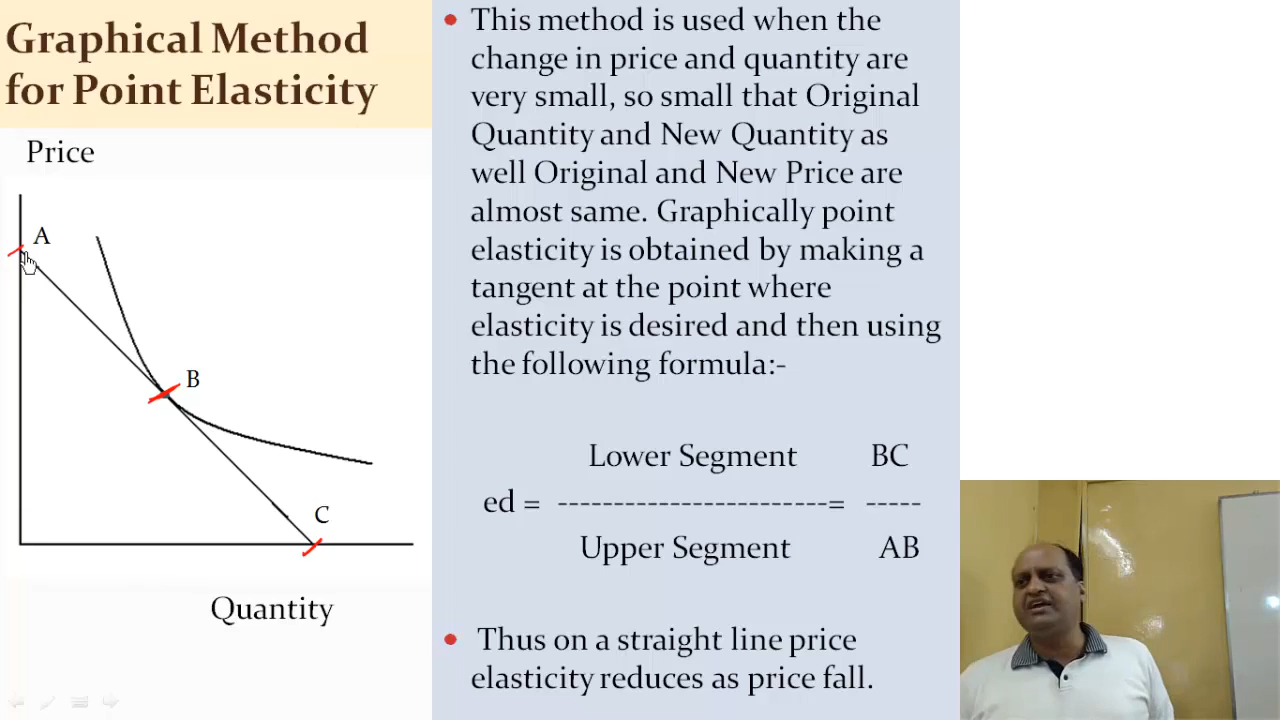 Graphical Method
for Point Elasticity
Price
A
B
C
Quantity
This method is used when the
change in price and quantity are
very small, so small that Original
Quantity and New Quantity as
well Original and New Price are
almost same. Graphically point
elasticity is obtained by making a
tangent at the point where
elasticity is desired and then using
the following formula:-
Lower Segment BC
ed = ------------------------= -----
Upper Segment AB
Thus on a straight line price
elasticity reduces as price fall.